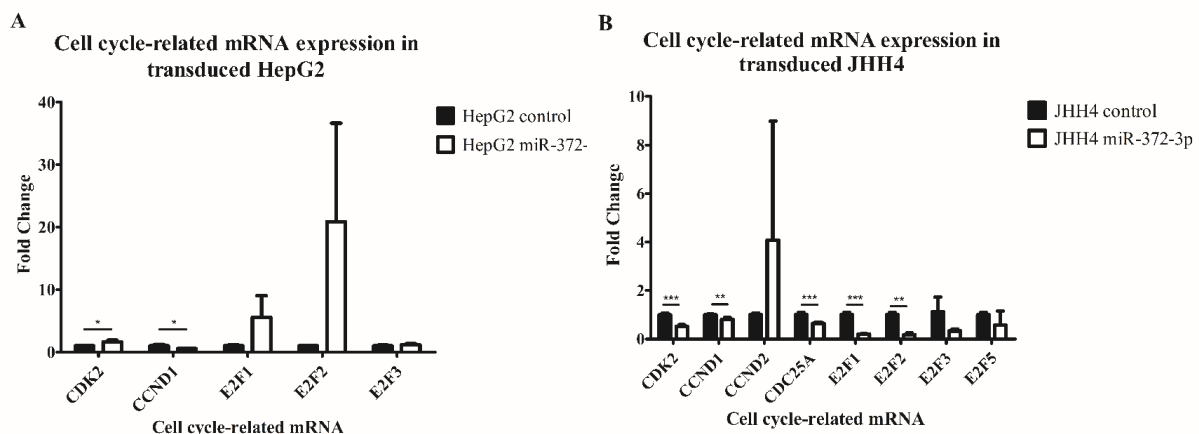 A
Cell cycle-related mRNA expression in
transduced HepG2
HepG2 control
HepG2 miR-372-
Fold Change
40
30
20
10
0
*
*
CDK2
CCND1
E2F1
E2F2
E2F3
Cell cycle-related mRNA
B
Cell cycle-related mRNA expression in
transduced JHH4
JHH4 control
JHH4 miR-372-3p
Fold Change
10
8
6
4
2
0
***
**
***
***
**
CDK2
CCND1
CCND2
CDC25A
E2F1
E2F2
E2F3
E2F5
Cell cycle-related mRNA